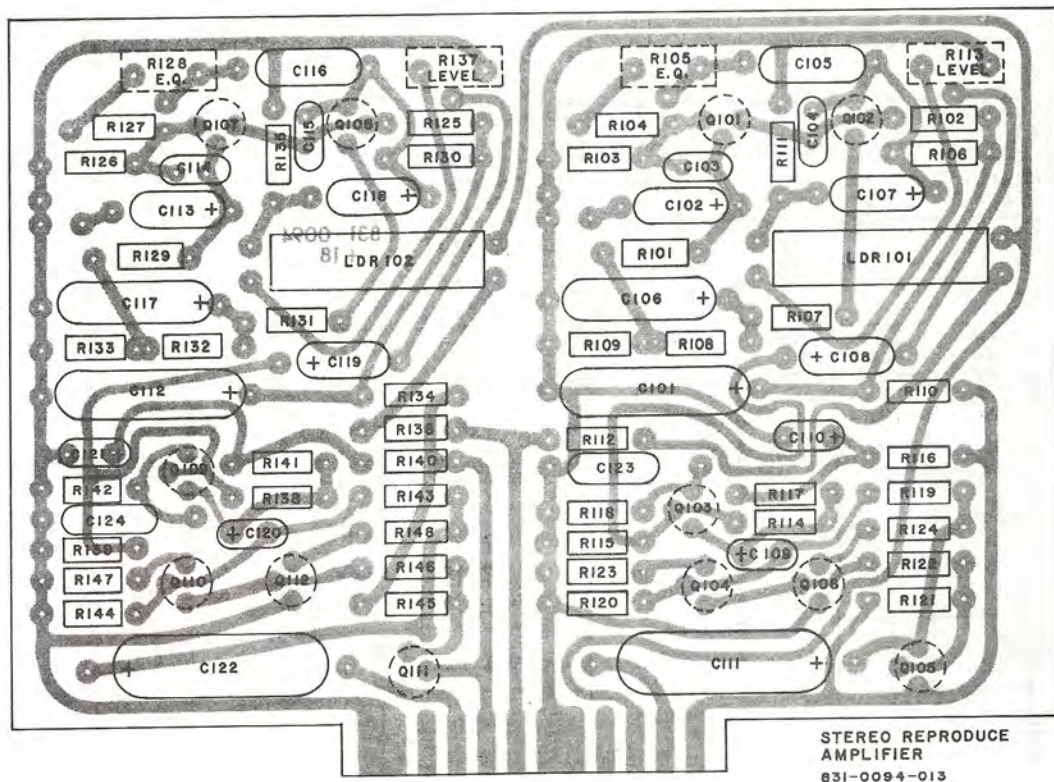 R128
E.Q.
C116
R137
LEVEL
R105
E.Q.
C105
R113
LEVEL
R127
Q107
R135
C115
Q108
R125
R104
Q101
R111
C104
Q102
R102
R126
C114
R130
R103
C103
R106
C113 +
C118 +
C102 +
C107 +
831-0094
R129
LDR102
R101
LDR101
C117 +
R131
C106 +
R107
R133
R132
+ C119
R109
R108
+ C108
C112 +
R134
C101 +
R110
R136
R112
C110+
C121+
Q109
R141
R140
C123
R116
R142
R138
R143
R118
Q103
R117
R119
C124
+ C120
R148
R115
R114
R124
R139
R146
+C109
R122
R147
Q110
Q112
R123
Q104
Q106
R144
R145
R120
R121
+ C122
Q111
C111 +
Q105
STEREO REPRODUCE
AMPLIFIER
831-0094-013